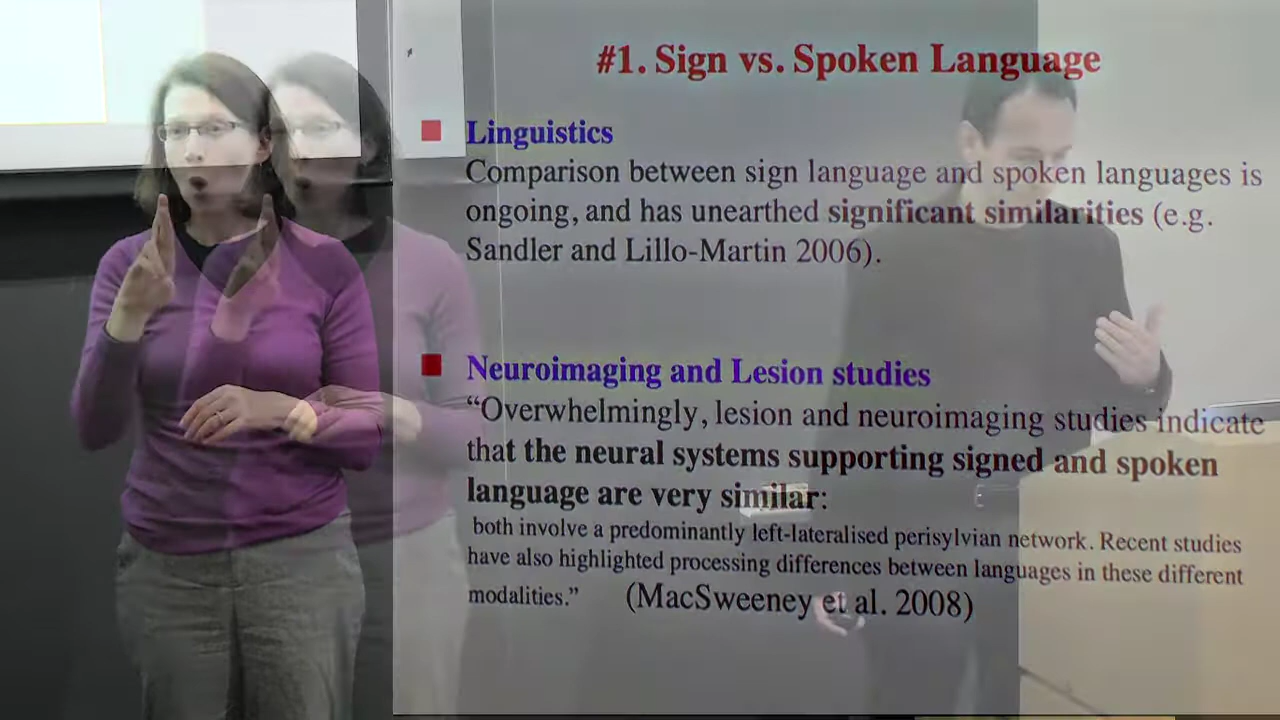 #1. Sign vs. Spoken Language
Linguistics
Comparison between sign language and spoken languages is
ongoing, and has unearthed significant similarities (e.g.
Sandler and Lillo-Martin 2006).
Neuroimaging and Lesion studies
“Overwhelmingly, lesion and neuroimaging studies indicate
that the neural systems supporting signed and spoken
language are very similar:
both involve a predominantly left-lateralised perisylvian network. Recent studies
have also highlighted processing differences between languages in these different
modalities.” (MacSweeney et al. 2008)